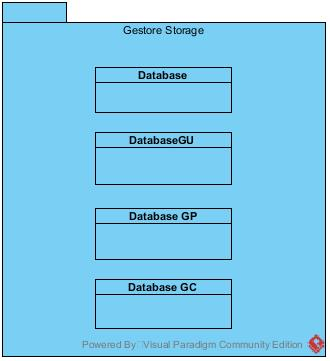 Gestore Storage
Database
DatabaseGU
Database GP
Database GC
Powered By Visual Paradigm Community Edition